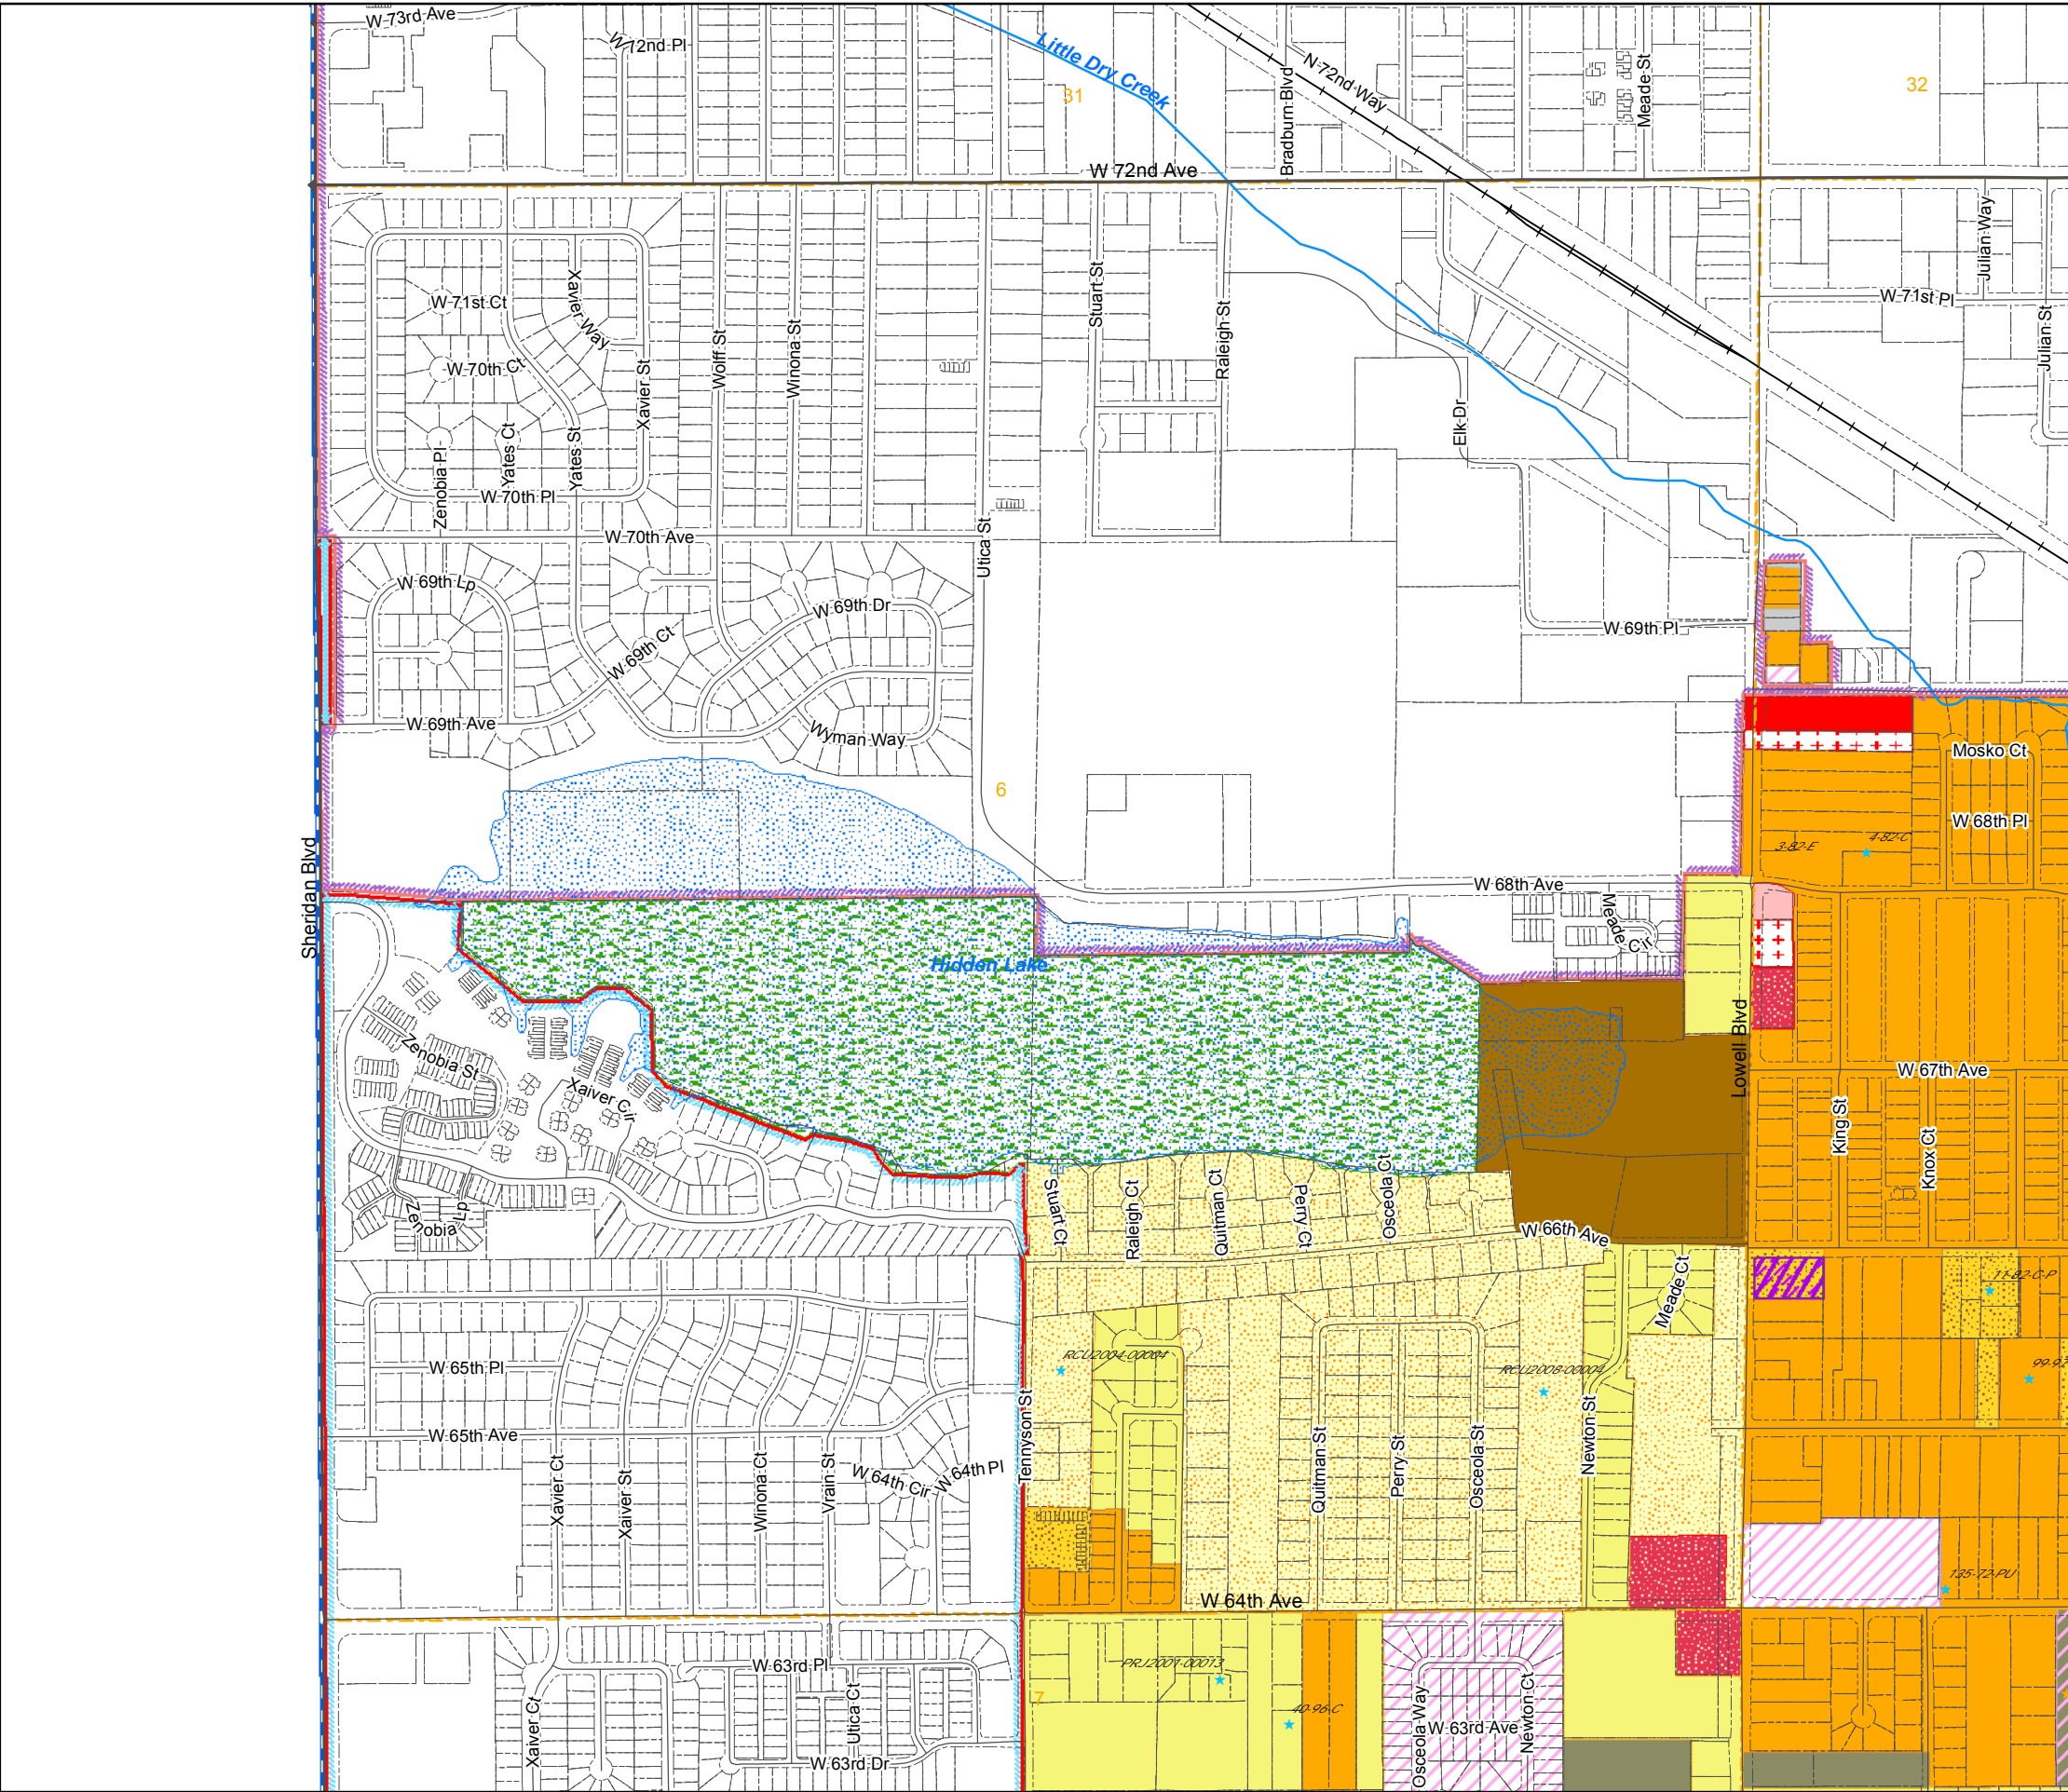 W 73rd Ave
W 72nd Pl
Little Dry Creek
31
N 72nd Way
Bradburn Blvd
Meade St
32
W 72nd Ave
Julian Way
W 71st Ct
Xavier Way
Stuart St
Raleigh St
W 71st Pl
Julian St
W 70th Ct
Xavier St
Wolff St
Winona St
Elk Dr
Zenobia Pl
Yates Ct
Yates St
W 70th Pl
W 70th Ave
Utica St
W 69th Lp
W 69th Dr
W 69th Ct
W 69th Pl
W 69th Ave
Wyman Way
Mosko Ct
6
W 68th Pl
3-82-E
4-82-C
Sheridan Blvd
W 68th Ave
Meade Cir
Hidden Lake
Lowell Blvd
Zenobia St
Xaiver Cir
W 67th Ave
King St
Knox Ct
Zenobia Lp
Stuart Ct
Raleigh Ct
Quitman Ct
Perry Ct
Osceola Ct
W 66th Ave
Meade Ct
11-82-C-P
RCU2004-00004
RCU2008-00004
W 65th Pl
Tennyson St
Newton St
W 65th Ave
Quitman St
Perry St
Osceola St
Xavier Ct
Xaiver St
Winona Ct
Vrain St
W 64th Cir
W 64th Pl
135-72-PU
W 64th Ave
W 63rd Pl
PRJ2001-00013
7
40-96-C
Xaiver Ct
Utica Ct
Osceola Way
W 63rd Ave
Newton Ct
W 63rd Dr